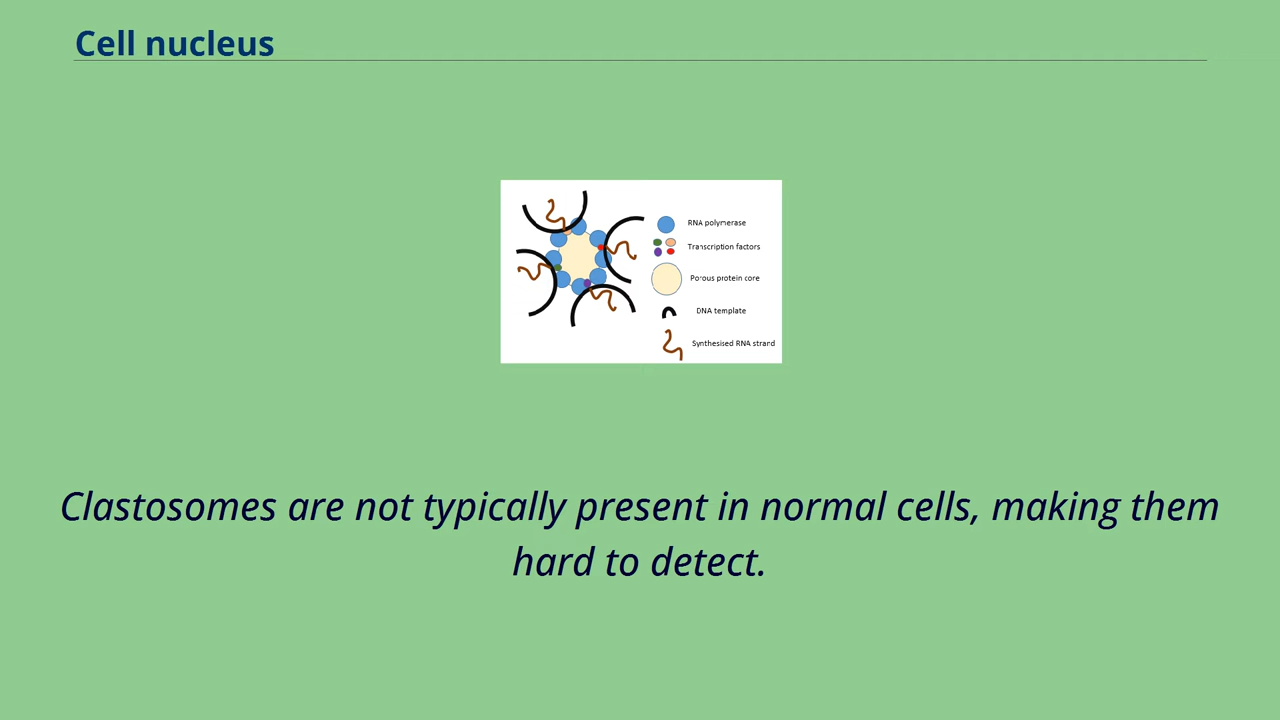 Cell nucleus
RNA polymerase
Transcription factors
Porous protein core
DNA template
Synthesised RNA strand
Clastosomes are not typically present in normal cells, making them
hard to detect.